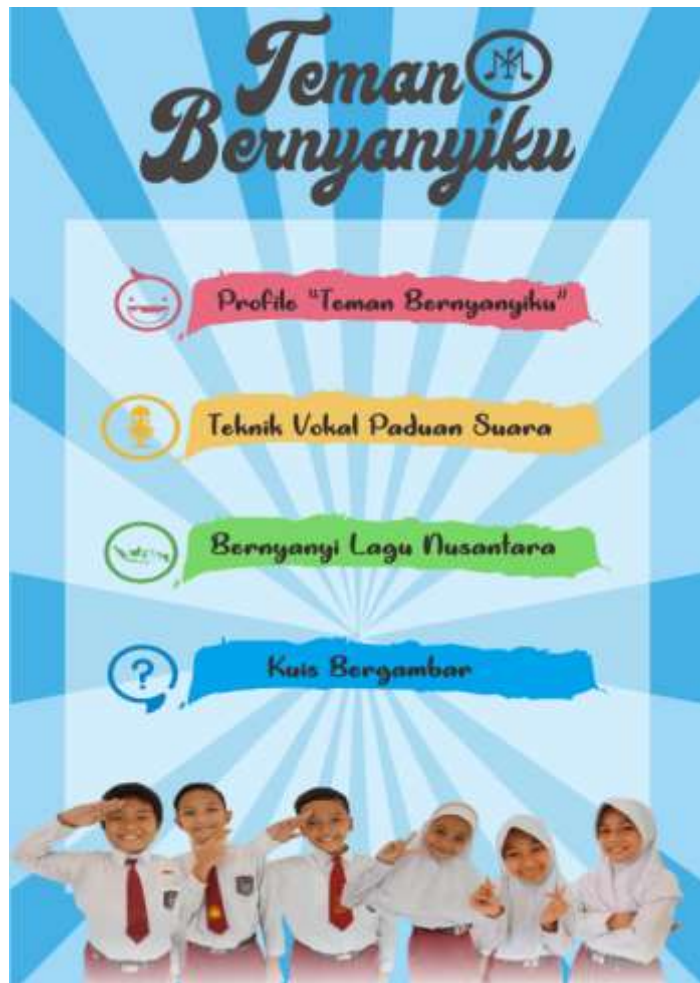 Teman
Bernyanyiku
Profile "Teman Bernyanyiku"
Teknik Vokal Paduan Suara
Bernyanyi Lagu Nusantara
?
Kuis Bergambar